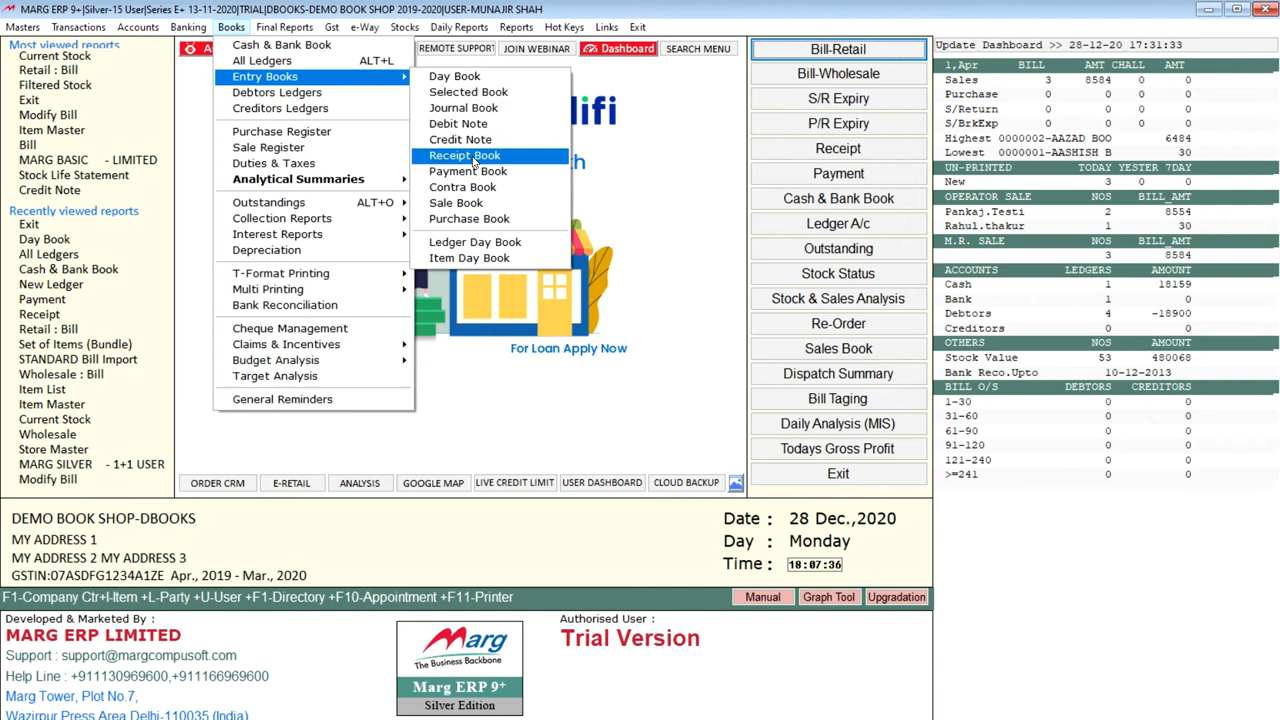 MARG ERP 9+|Silver-15 User|Series E+ 13-11-2020|TRIAL|DBOOKS-DEMO BOOK SHOP 2019-2020|USER-MUNAJIR SHAH
Masters Transactions Accounts Banking Books Final Reports Gst e-Way Stocks Daily Reports Reports Hot Keys Links Exit
Most viewed reports
Current Stock
Retail : Bill
Filtered Stock
Exit
Modify Bill
Item Master
Bill
MARG BASIC - LIMITED
Stock Life Statement
Credit Note
Recently viewed reports
Exit
Day Book
All Ledgers
Cash & Bank Book
New Ledger
Payment
Receipt
Retail : Bill
Set of Items (Bundle)
STANDARD Bill Import
Wholesale : Bill
Item List
Item Master
Current Stock
Wholesale
Store Master
MARG SILVER - 1+1 USER
Modify Bill
Cash & Bank Book
All Ledgers ALT+L
Entry Books
Debtors Ledgers
Creditors Ledgers
Purchase Register
Sale Register
Duties & Taxes
Analytical Summaries
Outstandings ALT+O
Collection Reports
Interest Reports
Depreciation
T-Format Printing
Multi Printing
Bank Reconciliation
Cheque Management
Claims & Incentives
Budget Analysis
Target Analysis
General Reminders
Day Book
Selected Book
Journal Book
Debit Note
Credit Note
Receipt Book
Payment Book
Contra Book
Sale Book
Purchase Book
Ledger Day Book
Item Day Book
REMOTE SUPPORT JOIN WEBINAR Dashboard SEARCH MENU
For Loan Apply Now
ORDER CRM E-RETAIL ANALYSIS GOOGLE MAP LIVE CREDIT LIMIT USER DASHBOARD CLOUD BACKUP
Bill-Retail
Bill-Wholesale
S/R Expiry
P/R Expiry
Receipt
Payment
Cash & Bank Book
Ledger A/c
Outstanding
Stock Status
Stock & Sales Analysis
Re-Order
Sales Book
Dispatch Summary
Bill Tagging
Daily Analysis (MIS)
Todays Gross Profit
Exit
Update Dashboard >> 28-12-20 17:31:33
1,Apr BILL AMT CHALL AMT
Sales 3 8584 0 0
Purchase 0 0 0 0
S/Return 0 0 0 0
S/BrkExp 0 0 0 0
Highest 0000002-AAZAD BOO 6484
Lowest 0000001-AASHISH B 30
UN-PRINTED TODAY YESTER 7DAY
New 3 0 0
OPERATOR SALE NOS BILL_AMT
Pankaj.Testi 2 8554
Rahul.thakur 1 30
M.R. SALE NOS BILL_AMT
3 8584
ACCOUNTS LEDGERS AMOUNT
Cash 1 18159
Bank 1 0
Debtors 4 -18900
Creditors 0 0
OTHERS NOS AMOUNT
Stock Value 53 480068
Bank Reco.Upto 10-12-2013
BILL O/S DEBTORS CREDITORS
1-30 0 0
31-60 0 0
61-90 0 0
91-120 0 0
121-240 0 0
>=241 0 0
DEMO BOOK SHOP-DBOOKS
MY ADDRESS 1
MY ADDRESS 2 MY ADDRESS 3
GSTIN:07ASDFG1234A1ZE Apr., 2019 - Mar., 2020
Date : 28 Dec.,2020
Day : Monday
Time : 18:07:36
F1-Company Ctr+I-Item +L-Party +U-User +F1-Directory +F10-Appointment +F11-Printer
Manual Graph Tool Upgradation
Developed & Marketed By :
MARG ERP LIMITED
Support : support@margcompusoft.com
Help Line : +911130969600,+911166969600
Marg Tower, Plot No.7,
Wazirpur Press Area Delhi-110035 (India)
Marg
The Business Backbone
Marg ERP 9+
Silver Edition
Authorised User :
Trial Version